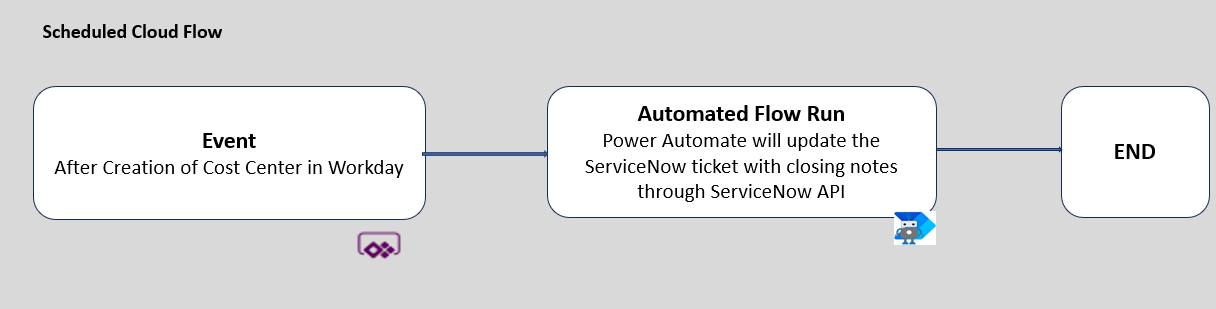 Scheduled Cloud Flow
Event
After Creation of Cost Center in Workday
Automated Flow Run
Power Automate will update the
ServiceNow ticket with closing notes
through ServiceNow API
END